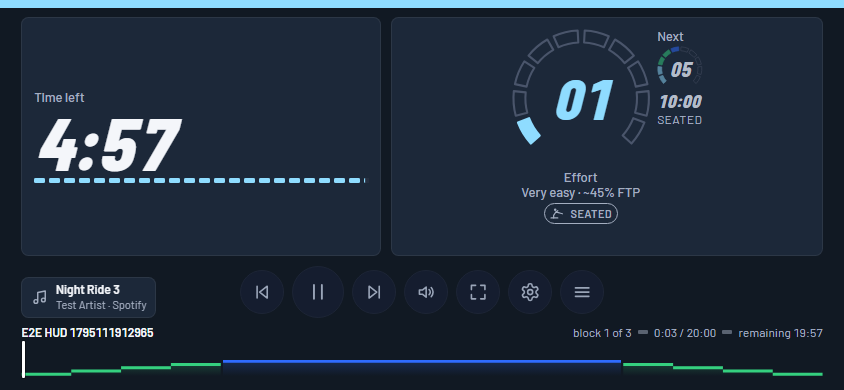 TIme left
4:57
01
Effort
Very easy · ~45% FTP
SEATED
Next
05
10:00
SEATED
Night Ride 3
Test Artist · Spotify
E2E HUD 1795111912965
block 1 of 3
0:03 / 20:00
remaining 19:57